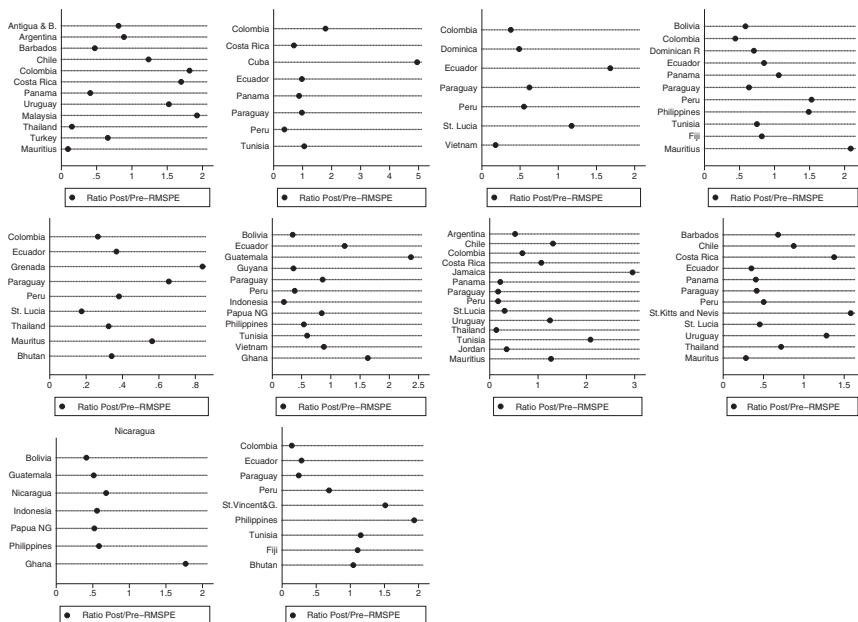 Antigua & B.
Argentina
Barbados
Chile
Colombia
Costa Rica
Panama
Uruguay
Malaysia
Thailand
Turkey
Mauritius
0 .5 1 1.5 2
Ratio Post/Pre−RMSPE
Colombia
Costa Rica
Cuba
Ecuador
Panama
Paraguay
Peru
Tunisia
0 1 2 3 4 5
Ratio Post/Pre−RMSPE
Colombia
Dominica
Ecuador
Paraguay
Peru
St. Lucia
Vietnam
0 .5 1 1.5 2
Ratio Post/Pre−RMSPE
Bolivia
Colombia
Dominican R
Ecuador
Panama
Paraguay
Peru
Philippines
Tunisia
Fiji
Mauritius
0 .5 1 1.5 2
Ratio Post/Pre−RMSPE
Colombia
Ecuador
Grenada
Paraguay
Peru
St. Lucia
Thailand
Mauritius
Bhutan
0 .2 .4 .6 .8
Ratio Post/Pre−RMSPE
Bolivia
Ecuador
Guatemala
Guyana
Paraguay
Peru
Indonesia
Papua NG
Philippines
Tunisia
Vietnam
Ghana
0 .5 1 1.5 2 2.5
Ratio Post/Pre−RMSPE
Argentina
Chile
Colombia
Costa Rica
Jamaica
Panama
Paraguay
Peru
St.Lucia
Uruguay
Thailand
Tunisia
Jordan
Mauritius
0 1 2 3
Ratio Post/Pre−RMSPE
Barbados
Chile
Costa Rica
Ecuador
Panama
Paraguay
Peru
St.Kitts and Nevis
St. Lucia
Uruguay
Thailand
Mauritus
0 .5 1 1.5
Ratio Post/Pre−RMSPE
Nicaragua
Bolivia
Guatemala
Nicaragua
Indonesia
Papua NG
Philippines
Ghana
0 .5 1 1.5 2
Ratio Post/Pre−RMSPE
Colombia
Ecuador
Paraguay
Peru
St.Vincent&G.
Philippines
Tunisia
Fiji
Bhutan
0 .5 1 1.5 2
Ratio Post/Pre−RMSPE